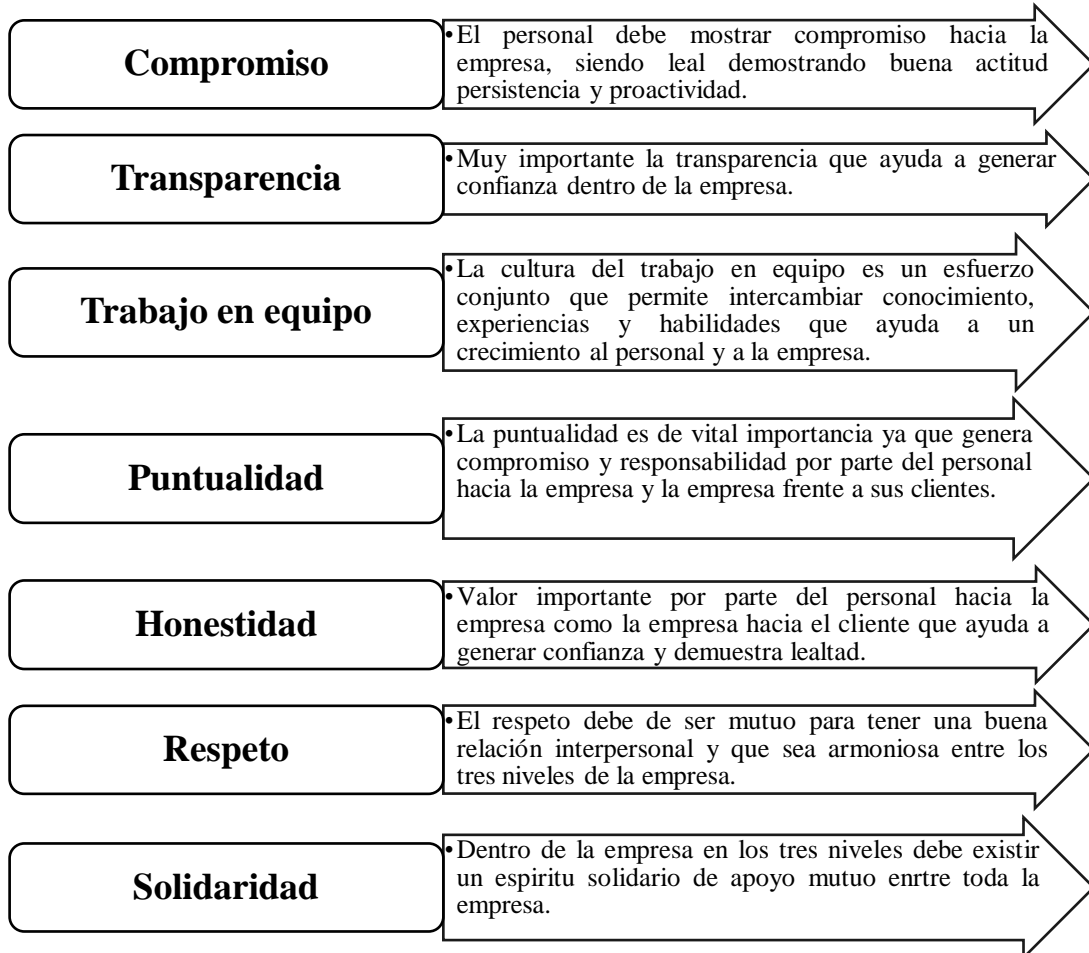 Compromiso
•El personal debe mostrar compromiso hacia la
empresa, siendo leal demostrando buena actitud
persistencia y proactividad.
Transparencia
•Muy importante la transparencia que ayuda a generar
confianza dentro de la empresa.
Trabajo en equipo
•La cultura del trabajo en equipo es un esfuerzo
conjunto que permite intercambiar conocimiento,
experiencias y habilidades que ayuda a un
crecimiento al personal y a la empresa.
Puntualidad
•La puntualidad es de vital importancia ya que genera
compromiso y responsabilidad por parte del personal
hacia la empresa y la empresa frente a sus clientes.
Honestidad
•Valor importante por parte del personal hacia la
empresa como la empresa hacia el cliente que ayuda a
generar confianza y demuestra lealtad.
Respeto
•El respeto debe de ser mutuo para tener una buena
relación interpersonal y que sea armoniosa entre los
tres niveles de la empresa.
Solidaridad
•Dentro de la empresa en los tres niveles debe existir
un espiritu solidario de apoyo mutuo enrtre toda la
empresa.